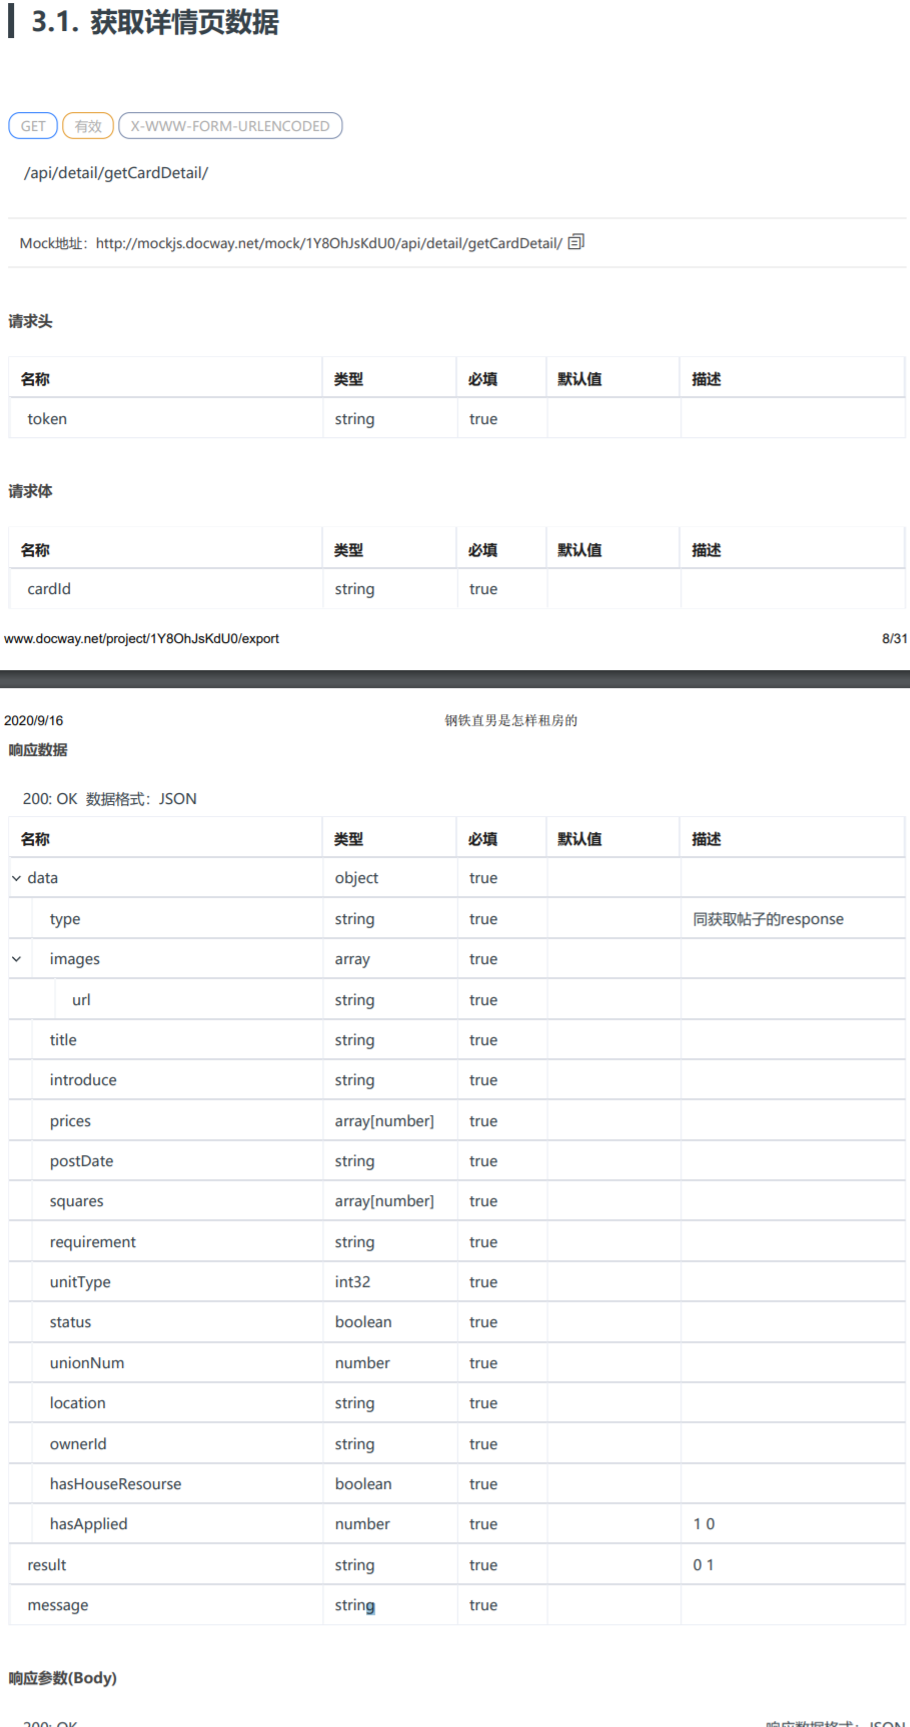 3.1. 获取详情页数据
GET 有效 X-WWW-FORM-URLENCODED
/api/detail/getCardDetail/
Mock地址：http://mockjs.docway.net/mock/1Y8OhJsKdU0/api/detail/getCardDetail/
请求头
名称 类型 必填 默认值 描述
token string true
请求体
名称 类型 必填 默认值 描述
cardId string true
www.docway.net/project/1Y8OhJsKdU0/export 8/31
2020/9/16 钢铁直男是怎样租房的
响应数据
200: OK 数据格式：JSON
名称 类型 必填 默认值 描述
data object true
type string true 同获取帖子的response
images array true
url string true
title string true
introduce string true
prices array[number] true
postDate string true
squares array[number] true
requirement string true
unitType int32 true
status boolean true
unionNum number true
location string true
ownerId string true
hasHouseResourse boolean true
hasApplied number true 1 0
result string true 0 1
message string true
响应参数(Body)
200: OK 响应数据格式：JSON